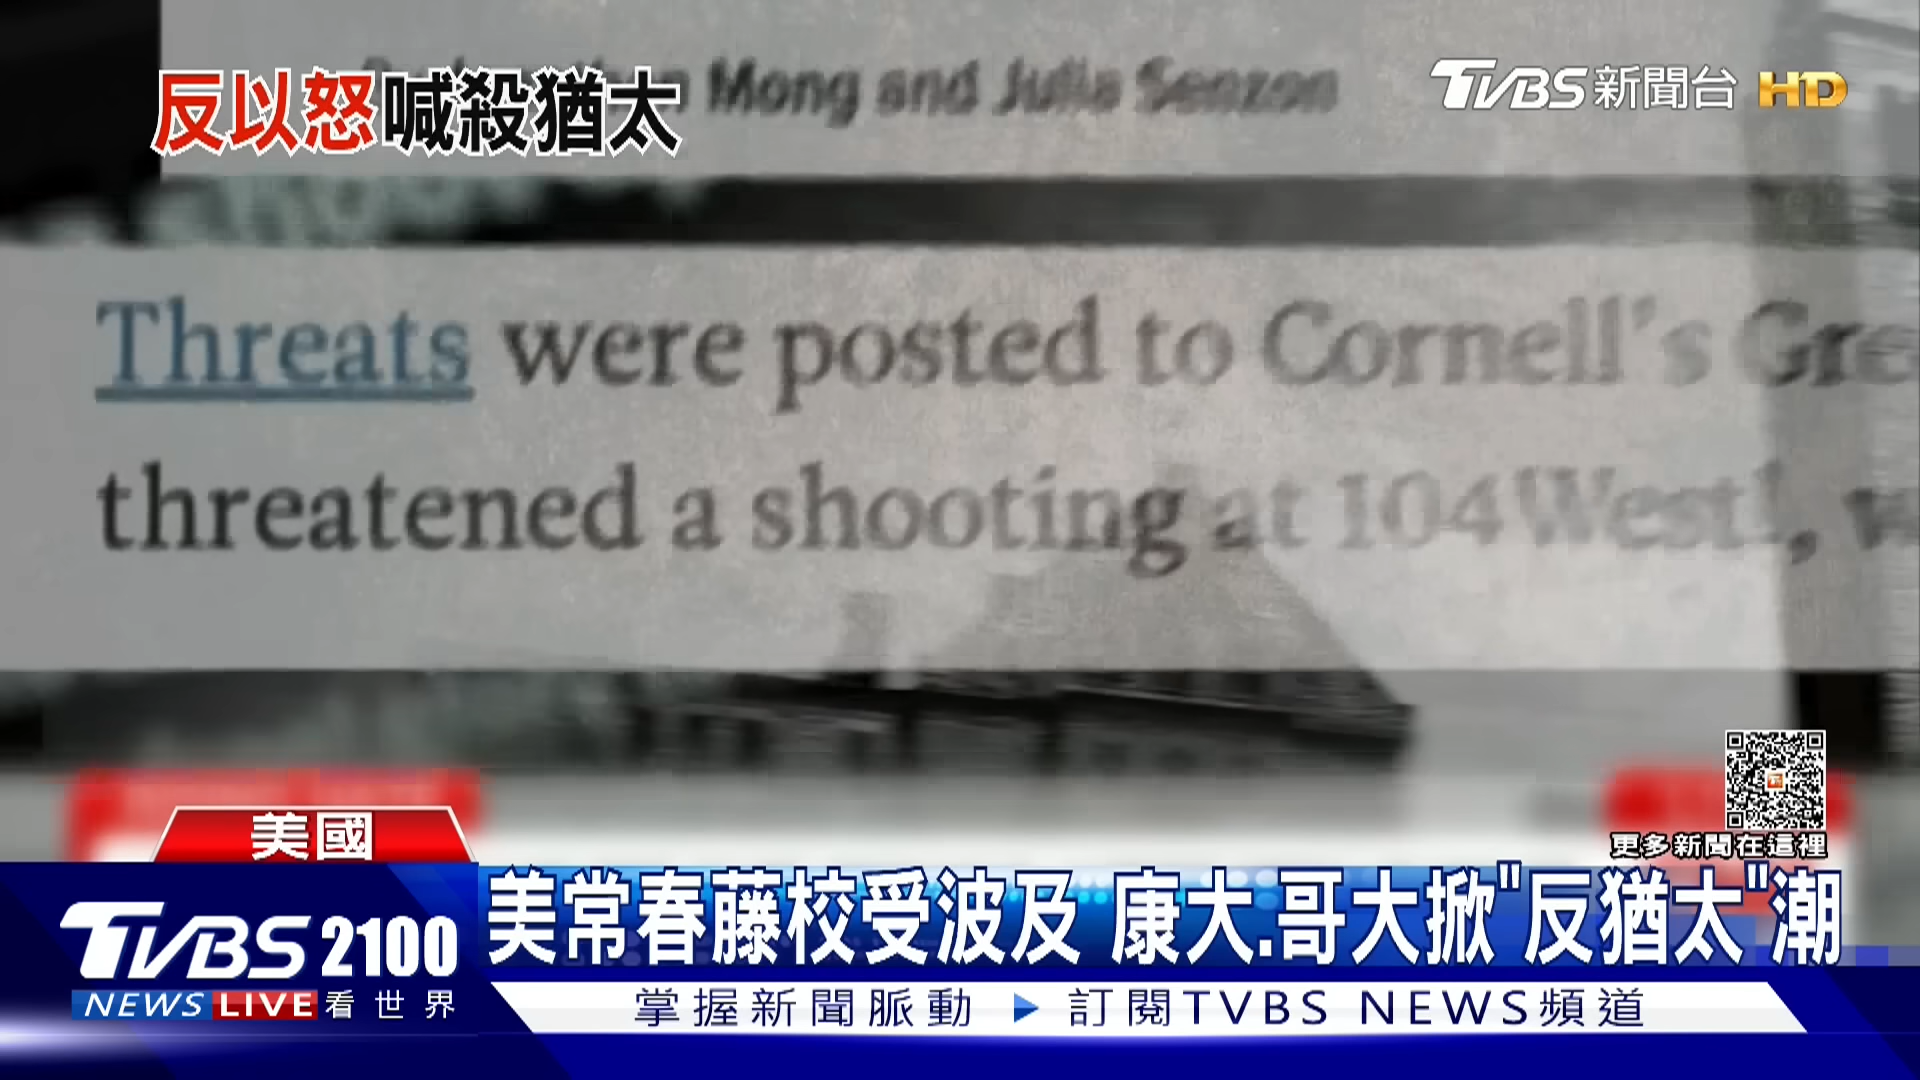 反以怒喊殺猶太
Mong and Julia Senzon
TVBS新聞台 HD
Threats were posted to Cornell's Gre
threatened a shooting at 104West!, w
更多新聞在這裡
美國
美常春藤校受波及 康大.哥大掀"反猶太"潮
TVBS 2100
NEWS LIVE 看世界
掌握新聞脈動 ▶ 訂閱TVBS NEWS頻道